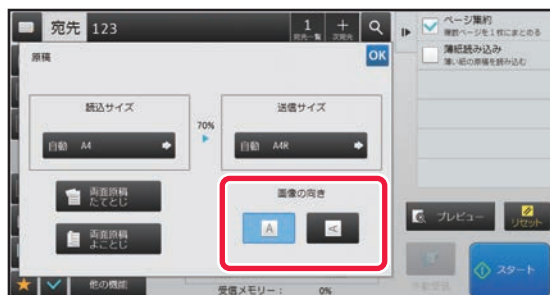 宛先 123
1
宛先一覧
次宛先
ページ集約
複数ページを1枚にまとめる
薄紙読み込み
薄い紙の原稿を読み込む
原稿
OK
読込サイズ
70%
送信サイズ
自動 A4
自動 A4R
両面原稿
たてとじ
両面原稿
よことじ
画像の向き
A
A
プレビュー
リセット
スタート
他の機能
受信メモリー: 0%